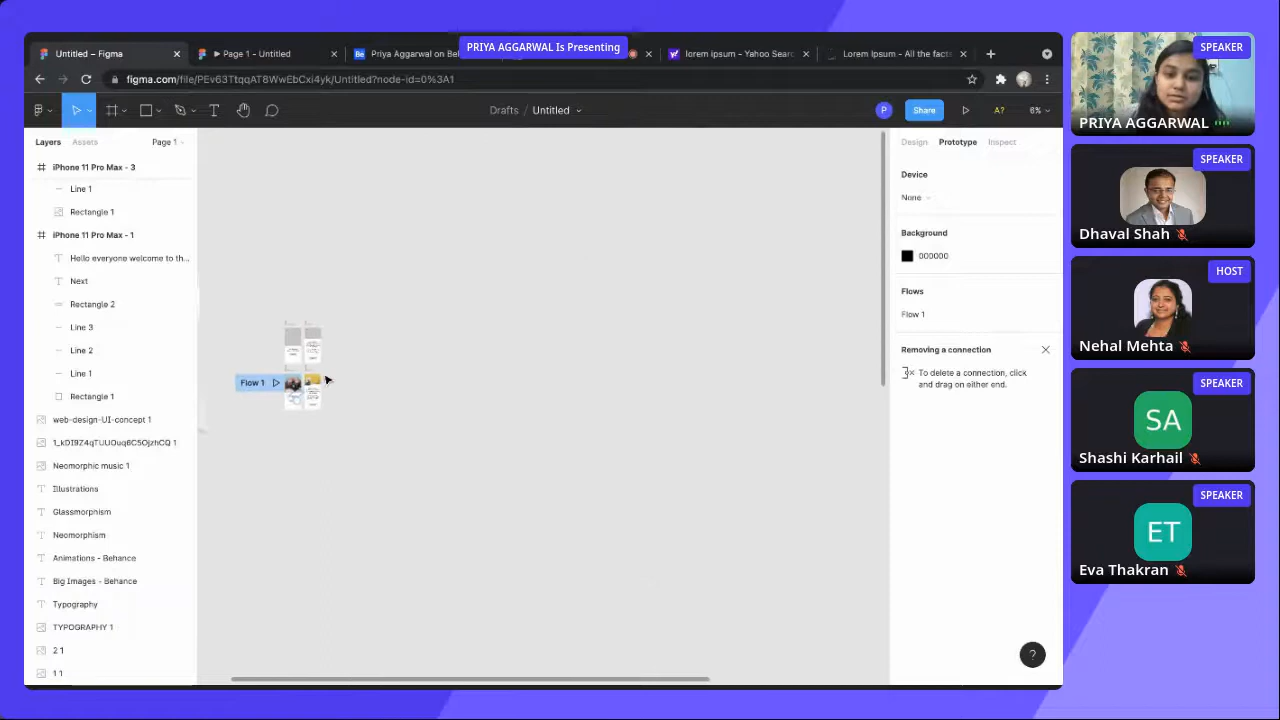 PRIYA AGGARWAL Is Presenting
Untitled – Figma
Page 1 - Untitled
Priya Aggarwal on Be
lorem ipsum - Yahoo Searc
Lorem Ipsum - All the facts
figma.com/file/PEv63TtqqAT8WwEbCxi4yk/Untitled?node-id=0%3A1
Drafts / Untitled
P
Share
A?
6%
Layers
Assets
Page 1
iPhone 11 Pro Max - 3
Line 1
Rectangle 1
iPhone 11 Pro Max - 1
Hello everyone welcome to th...
Next
Rectangle 2
Line 3
Line 2
Line 1
Rectangle 1
web-design-UI-concept 1
Neomorphic music 1
Illustrations
Glassmorphism
Neomorphism
Animations - Behance
Big Images - Behance
Typography
TYPOGRAPHY 1
2 1
1 1
Flow 1
Design
Prototype
Inspect
Device
None
Background
000000
Flows
Flow 1
Removing a connection
To delete a connection, click
and drag on either end.
?
SPEAKER
PRIYA AGGARWAL
SPEAKER
Dhaval Shah
HOST
Nehal Mehta
SPEAKER
SA
Shashi Karhail
SPEAKER
ET
Eva Thakran